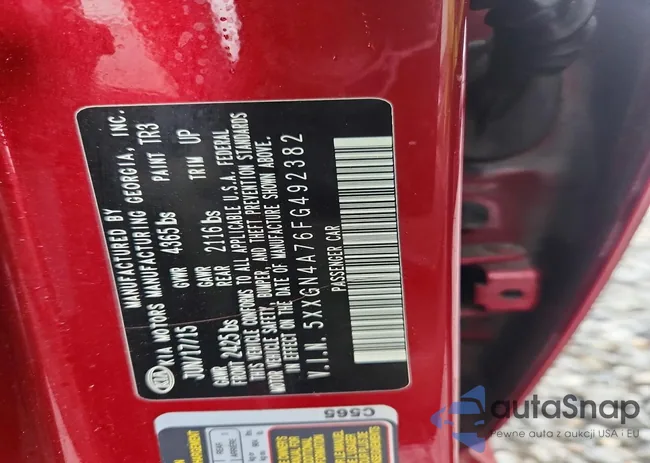 MANUFACTURED BY
KIA MOTORS MANUFACTURING GEORGIA, INC.
JUN/17/15 GVWR 4365 lbs PAINT TR3
GAWR FRONT 2425 lbs GAWR REAR 2116 lbs TRIM UP
THIS VEHICLE CONFORMS TO ALL APPLICABLE U.S.A. FEDERAL
MOTOR VEHICLE SAFETY, BUMPER, AND THEFT PREVENTION STANDARDS
IN EFFECT ON THE DATE OF MANUFACTURE SHOWN ABOVE.
V.I.N. 5XXGN4A76FG492382
PASSENGER CAR
C565
REAR
autoSnap
Pewne auta z aukcji USA i EU